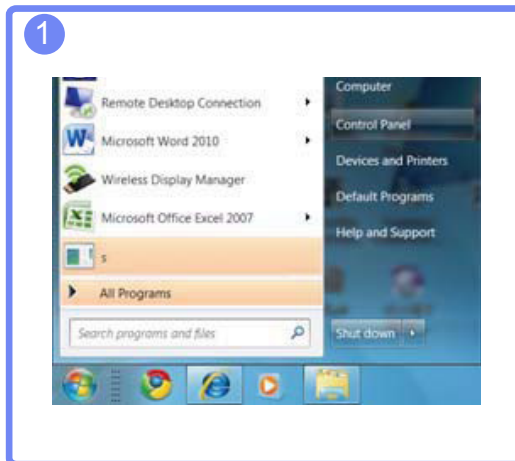 1
Remote Desktop Connection
Microsoft Word 2010
Wireless Display Manager
Microsoft Office Excel 2007
s
All Programs
Search programs and files
Computer
Control Panel
Devices and Printers
Default Programs
Help and Support
Shut down